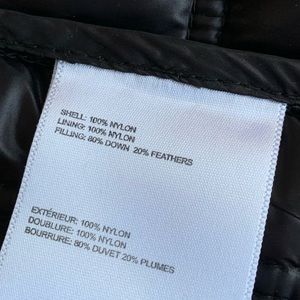 SHELL: 100% NYLON
LINING: 100% NYLON
FILLING: 80% DOWN 20% FEATHERS
EXTÉRIEUR: 100% NYLON
DOUBLURE: 100% NYLON
BOURRURE: 80% DUVET 20% PLUMES